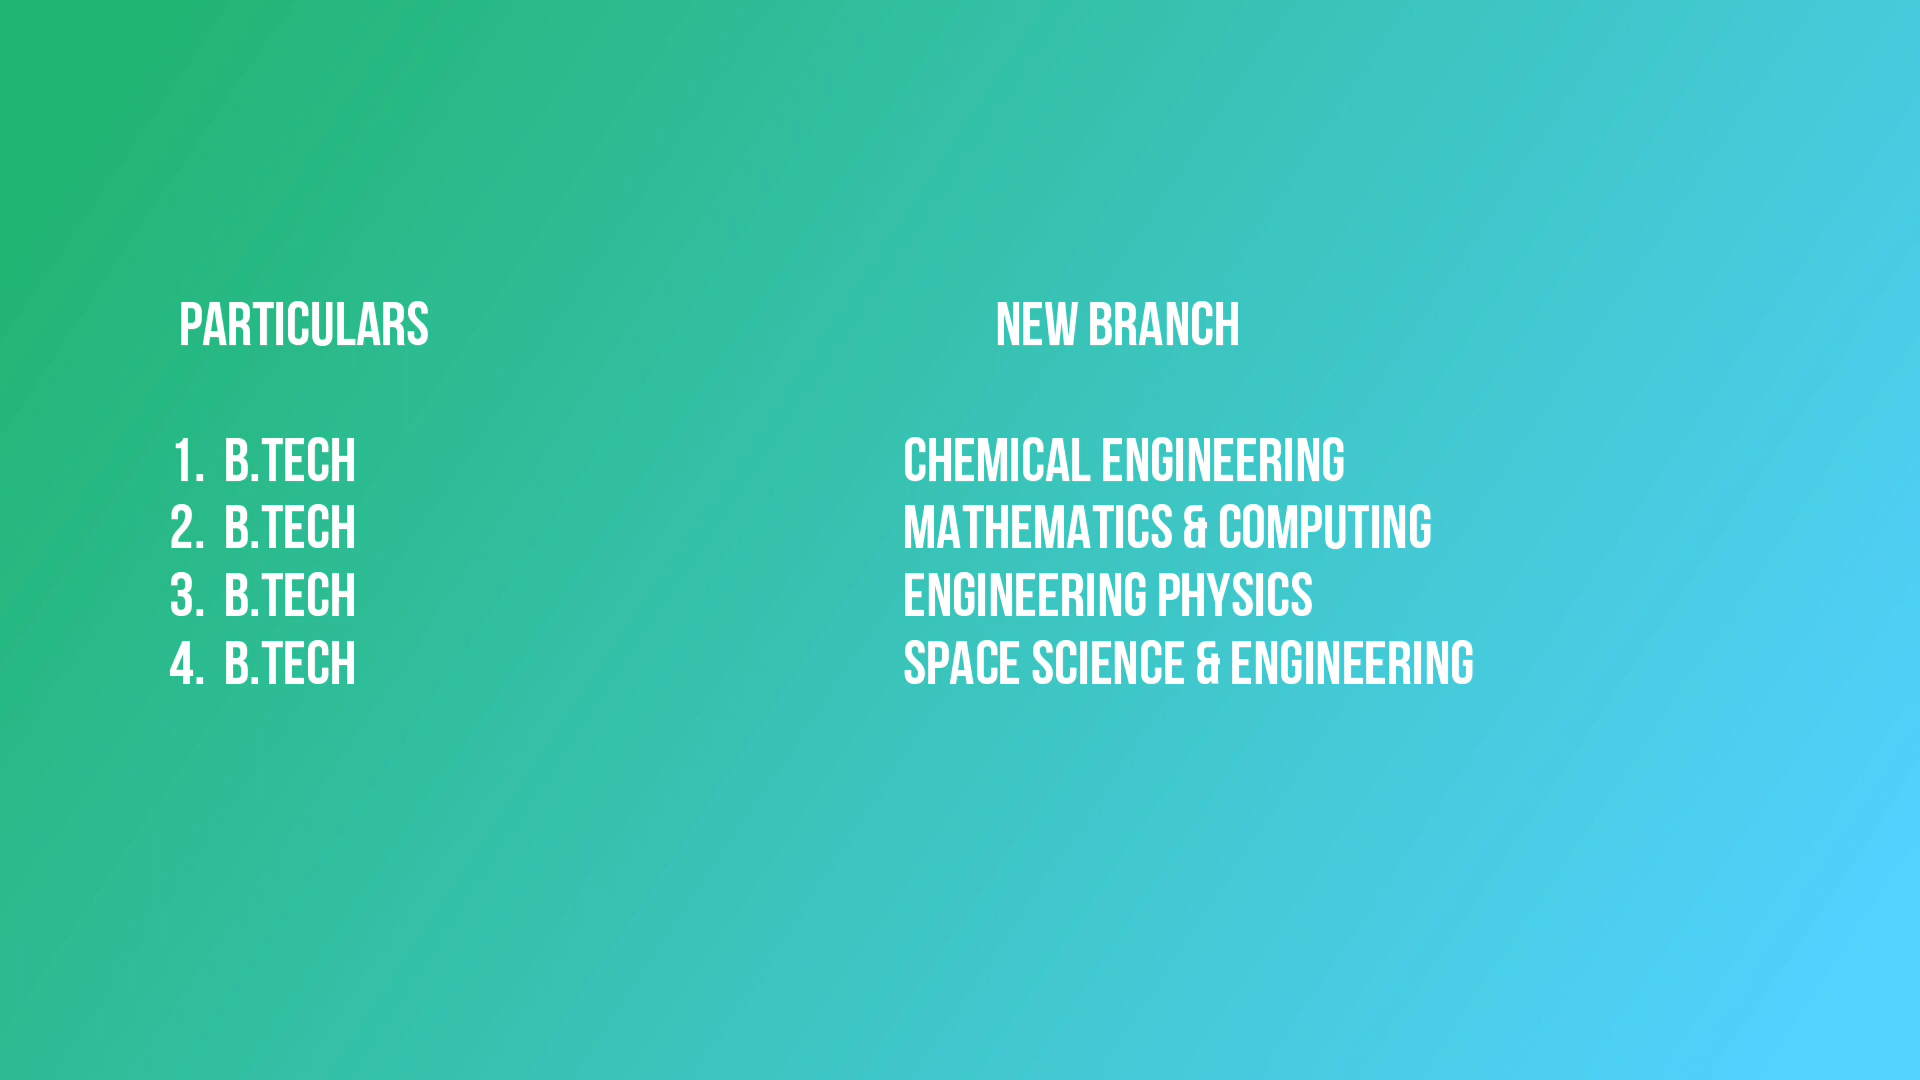 PARTICULARS NEW BRANCH
1. B.TECH CHEMICAL ENGINEERING
2. B.TECH MATHEMATICS & COMPUTING
3. B.TECH ENGINEERING PHYSICS
4. B.TECH SPACE SCIENCE & ENGINEERING